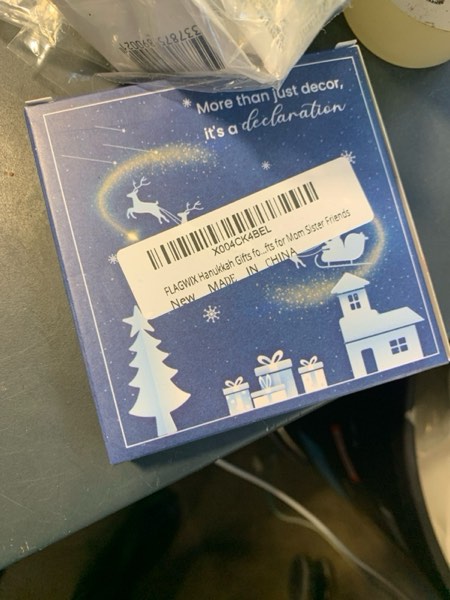 More than just decor,
it's a declaration
X004CK4BEL
FLAGWIX Hanukkah Gifts fo...fts for Mom Sister Friends
New MADE IN CHINA